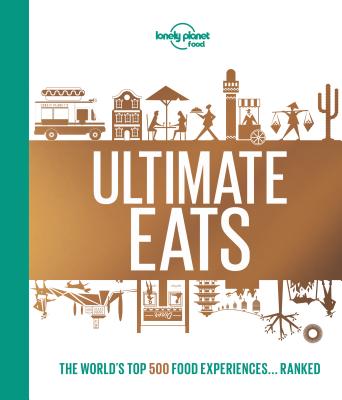 lonely planet
food
ULTIMATE
EATS
THE WORLD'S TOP 500 FOOD EXPERIENCES... RANKED